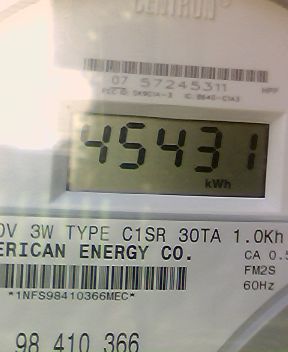 CENTRON
07 57245311
HPP
45431
kWh
0V 3W TYPE C1SR 30TA 1.0Kh
ERICAN ENERGY CO.
CA 0.5
FM2S
60Hz
*1NFS98410366MEC*
98 410 366